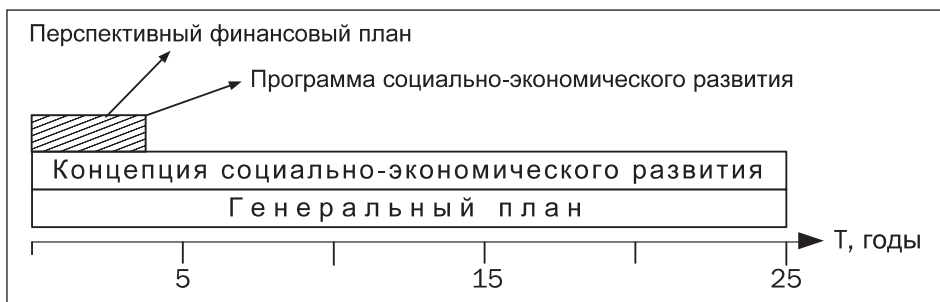 Перспективный финансовый план
Программа социально-экономического развития
Концепция социально-экономического развития
Генеральный план
Т, годы
5 15 25